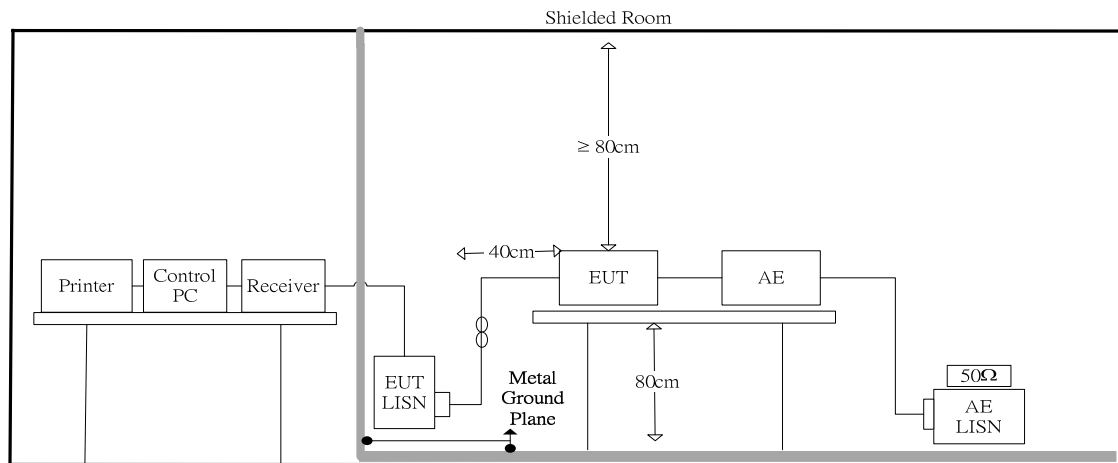 Shielded Room
≥ 80cm
40cm
Printer
Control
PC
Receiver
EUT
AE
EUT
LISN
Metal
Ground
Plane
80cm
50Ω
AE
LISN